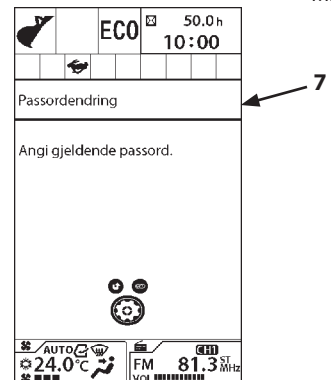 ECO
50.0 h
10:00
Passordendring
7
Angi gjeldende passord.
AUTO
24.0℃
CH1
FM 81.3 ST MHz
VOL